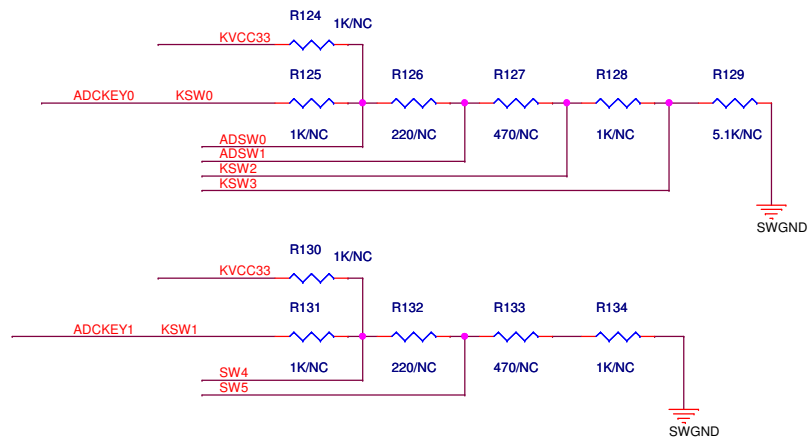 R124 1K/NC
KVCC33
R125 R126 R127 R128 R129
ADCKEY0 KSW0
1K/NC 220/NC 470/NC 1K/NC 5.1K/NC
ADSW0
ADSW1
KSW2
KSW3
SWGND
R130 1K/NC
KVCC33
R131 R132 R133 R134
ADCKEY1 KSW1
1K/NC 220/NC 470/NC 1K/NC
SW4
SW5
SWGND